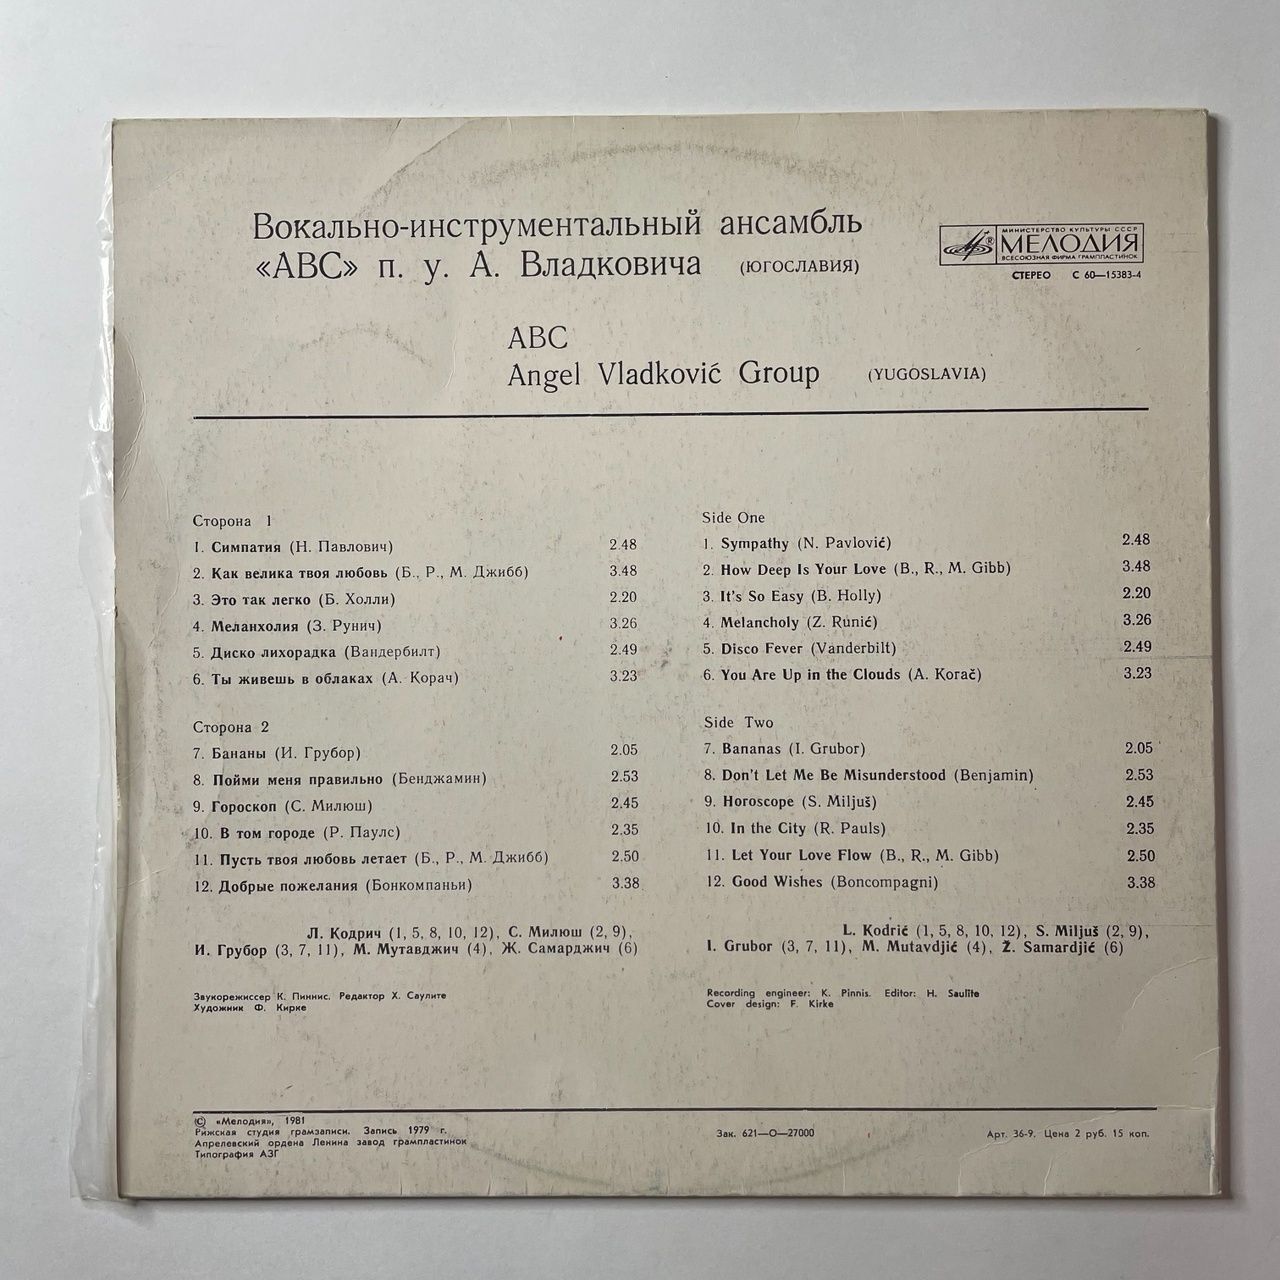 Вокально-инструментальный ансамбль
«АВС» п. у. А. Владковича (ЮГОСЛАВИЯ)
МИНИСТЕРСТВО КУЛЬТУРЫ СССР
МЕЛОДИЯ
ВСЕСОЮЗНАЯ ФИРМА ГРАМПЛАСТИНОК
СТЕРЕО С 60—15383-4
ABC
Angel Vladković Group (YUGOSLAVIA)
Сторона 1
1. Симпатия (Н. Павлович) 2.48
2. Как велика твоя любовь (Б., Р., М. Джибб) 3.48
3. Это так легко (Б. Холли) 2.20
4. Меланхолия (З. Рунич) 3.26
5. Диско лихорадка (Вандербилт) 2.49
6. Ты живешь в облаках (А. Корач) 3.23
Сторона 2
7. Бананы (И. Грубор) 2.05
8. Пойми меня правильно (Бенджамин) 2.53
9. Гороскоп (С. Милюш) 2.45
10. В том городе (Р. Паулс) 2.35
11. Пусть твоя любовь летает (Б., Р., М. Джибб) 2.50
12. Добрые пожелания (Бонкомпаньи) 3.38
Л. Кодрич (1, 5, 8, 10, 12), С. Милюш (2, 9),
И. Грубор (3, 7, 11), М. Мутавджич (4), Ж. Самарджич (6)
Звукорежиссер К. Пиннис. Редактор Х. Саулите
Художник Ф. Кирке
Side One
1. Sympathy (N. Pavlović) 2.48
2. How Deep Is Your Love (B., R., M. Gibb) 3.48
3. It's So Easy (B. Holly) 2.20
4. Melancholy (Z. Runić) 3.26
5. Disco Fever (Vanderbilt) 2.49
6. You Are Up in the Clouds (A. Korač) 3.23
Side Two
7. Bananas (I. Grubor) 2.05
8. Don't Let Me Be Misunderstood (Benjamin) 2.53
9. Horoscope (S. Miljuš) 2.45
10. In the City (R. Pauls) 2.35
11. Let Your Love Flow (B., R., M. Gibb) 2.50
12. Good Wishes (Boncompagni) 3.38
L. Kodrić (1, 5, 8, 10, 12), S. Miljuš (2, 9),
I. Grubor (3, 7, 11), M. Mutavdjić (4), Ž. Samardjić (6)
Recording engineer: K. Pinnis. Editor: H. Saulīte
Cover design: F. Kirke
© «Мелодия», 1981
Рижская студия грамзаписи. Запись 1979 г.
Апрелевский ордена Ленина завод грампластинок
Типография АЗГ
Зак. 621—О—27000
Арт. 36-9. Цена 2 руб. 15 коп.